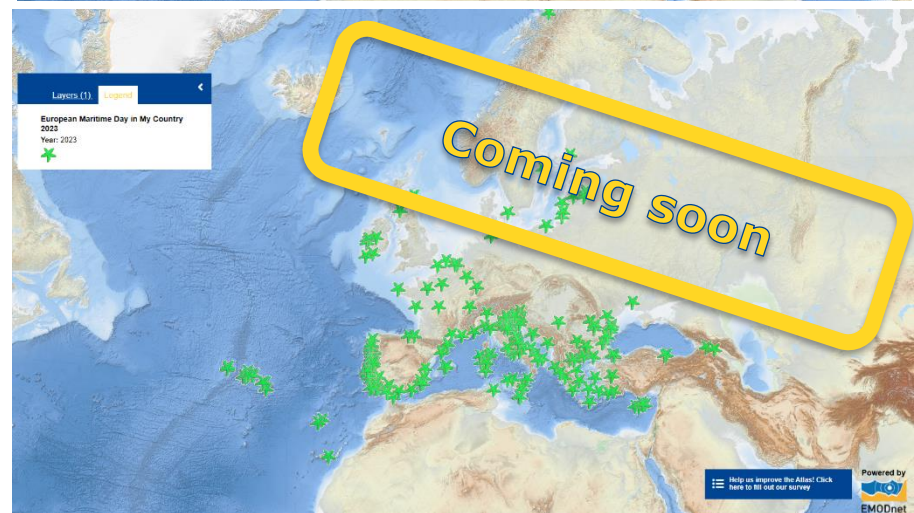 Layers (1) Legend
European Maritime Day in My Country
2023
Year: 2023
Coming soon
Help us improve the Atlas! Click
here to fill out our survey
Powered by
EMODnet